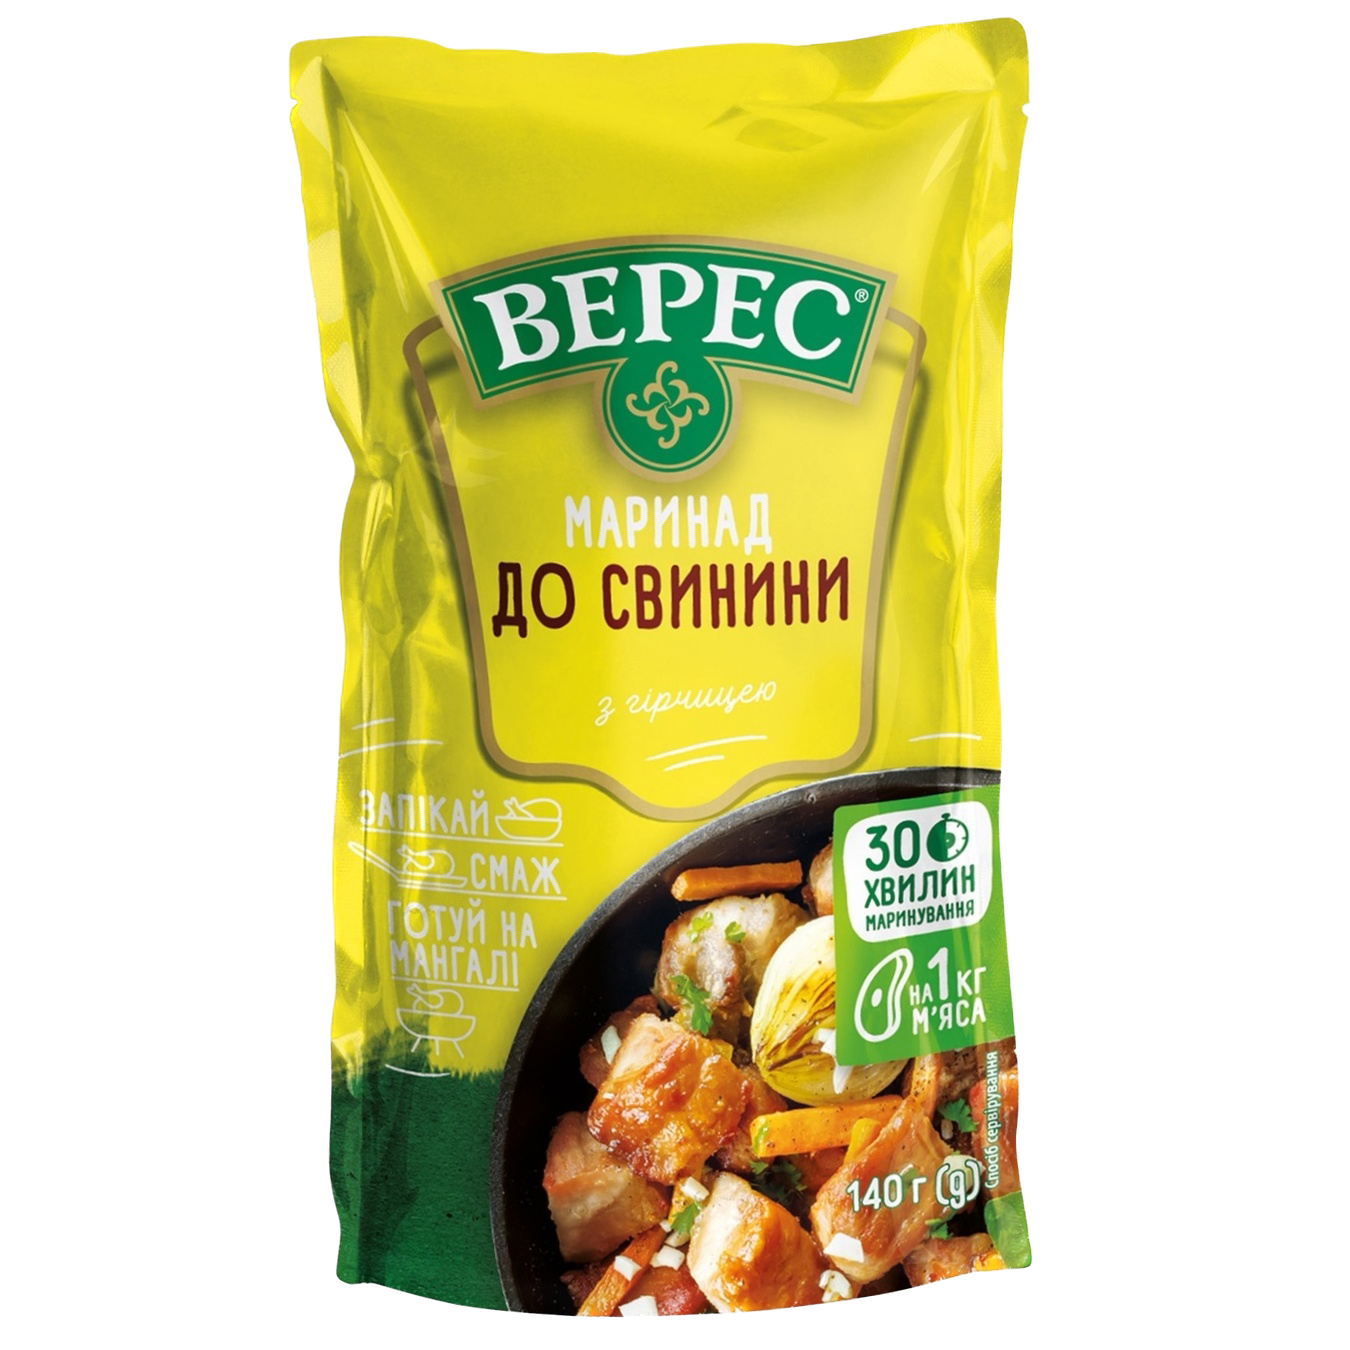 ВЕРЕС®
МАРИНАД
ДО СВИНИНИ
з гірчицею
ЗАПІКАЙ
СМАЖ
ГОТУЙ НА
МАНГАЛІ
30
ХВИЛИН
МАРИНУВАННЯ
НА 1 КГ
М'ЯСА
140 г (g)
Спосіб сервірування